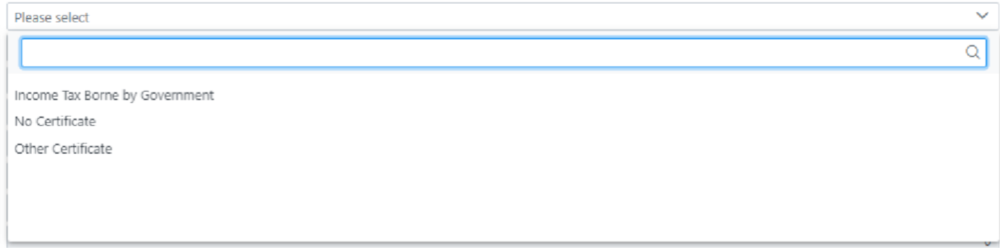 Please select
Income Tax Borne by Government
No Certificate
Other Certificate